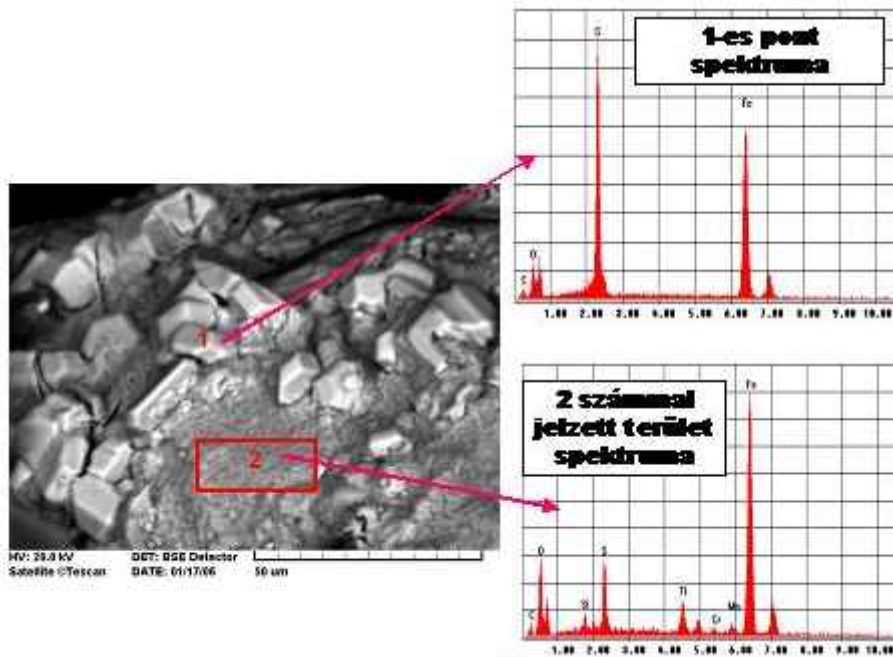 1-es pont
spektruma
S
Fe
O
C
1.00 2.00 3.00 4.00 5.00 6.00 7.00 8.00 9.00 10.00
1
2
2 számmal
jelzett terület
spektruma
Fe
O
S
Ti
C
Si
Cr
Mn
1.00 2.00 3.00 4.00 5.00 6.00 7.00 8.00 9.00 10.00
HV: 20.0 kV DET: BSE Detector
Satellite ©Tescan DATE: 01/17/06 50 um